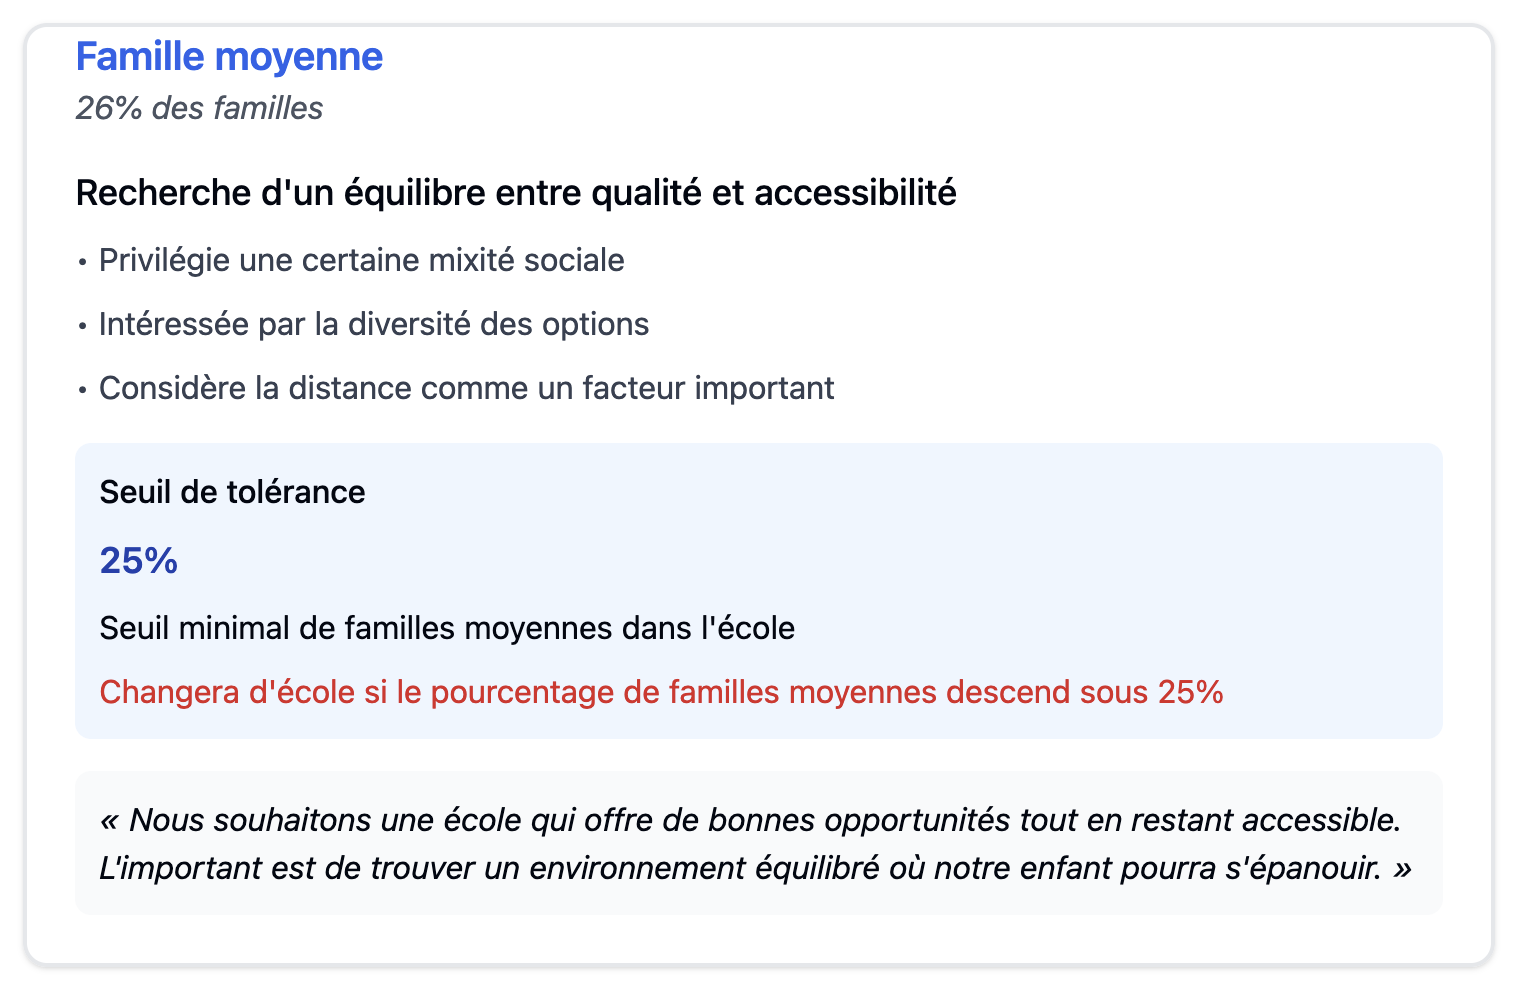 Famille moyenne
26% des familles
Recherche d'un équilibre entre qualité et accessibilité
• Privilégie une certaine mixité sociale
• Intéressée par la diversité des options
• Considère la distance comme un facteur important
Seuil de tolérance
25%
Seuil minimal de familles moyennes dans l'école
Changera d'école si le pourcentage de familles moyennes descend sous 25%
« Nous souhaitons une école qui offre de bonnes opportunités tout en restant accessible.
L'important est de trouver un environnement équilibré où notre enfant pourra s'épanouir. »